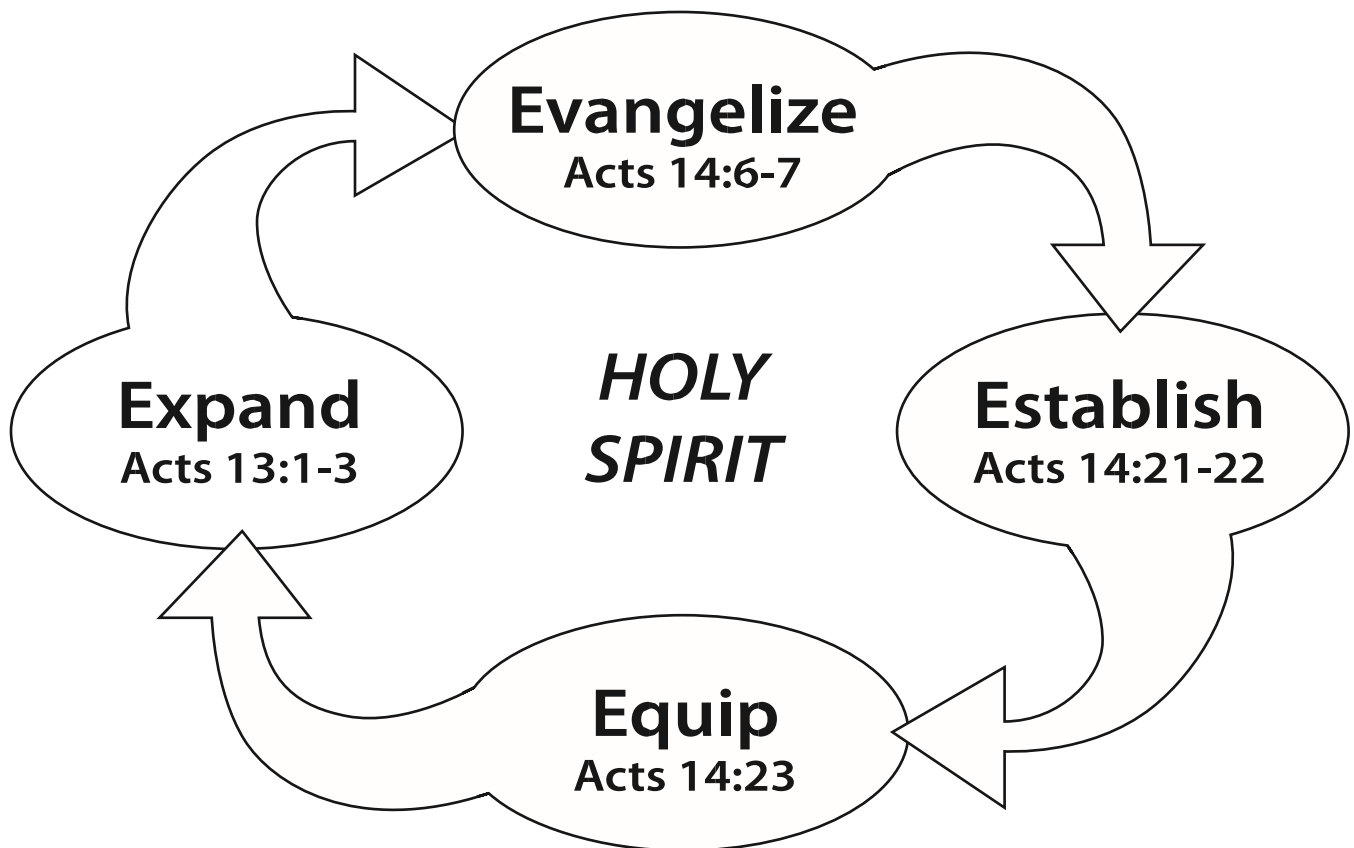 Evangelize
Acts 14:6-7
HOLY
SPIRIT
Expand
Acts 13:1-3
Establish
Acts 14:21-22
Equip
Acts 14:23